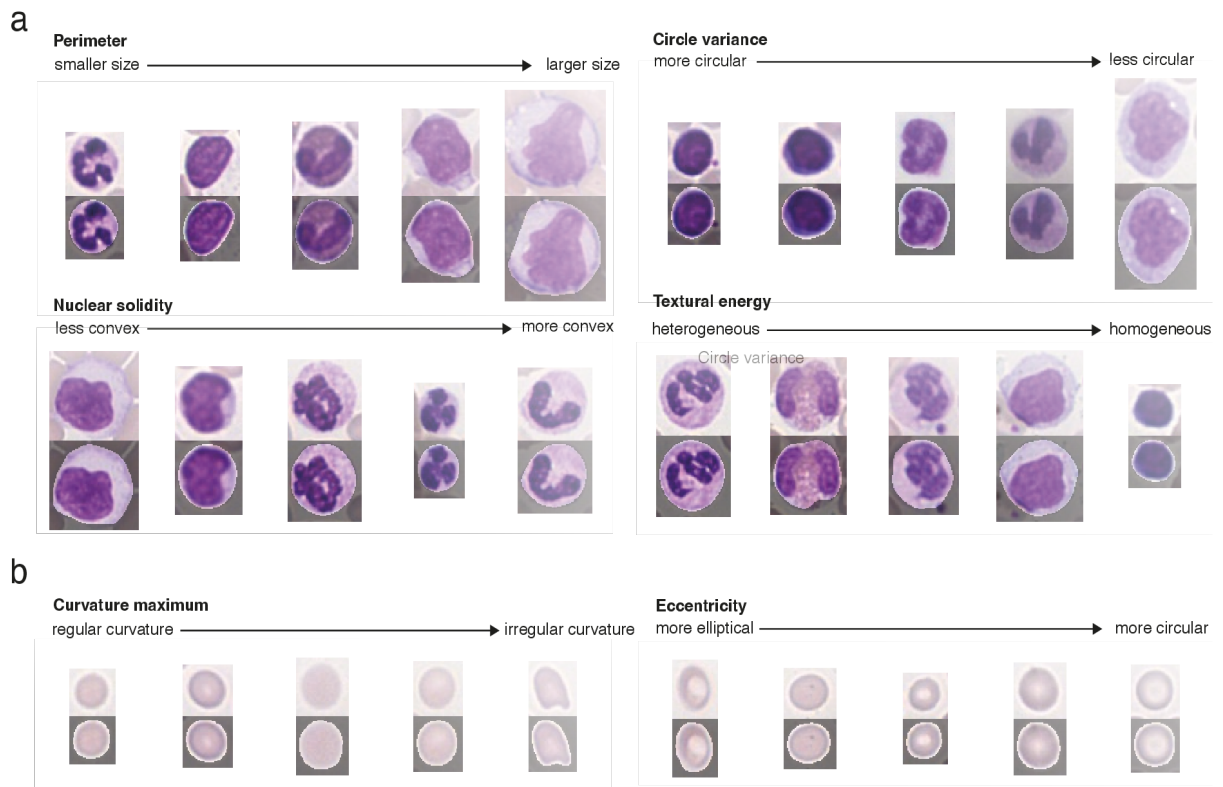 a
Perimeter
smaller size
larger size
Circle variance
more circular
less circular
Nuclear solidity
less convex
more convex
Textural energy
heterogeneous
homogeneous
Circle variance
b
Curvature maximum
regular curvature
irregular curvature
Eccentricity
more elliptical
more circular